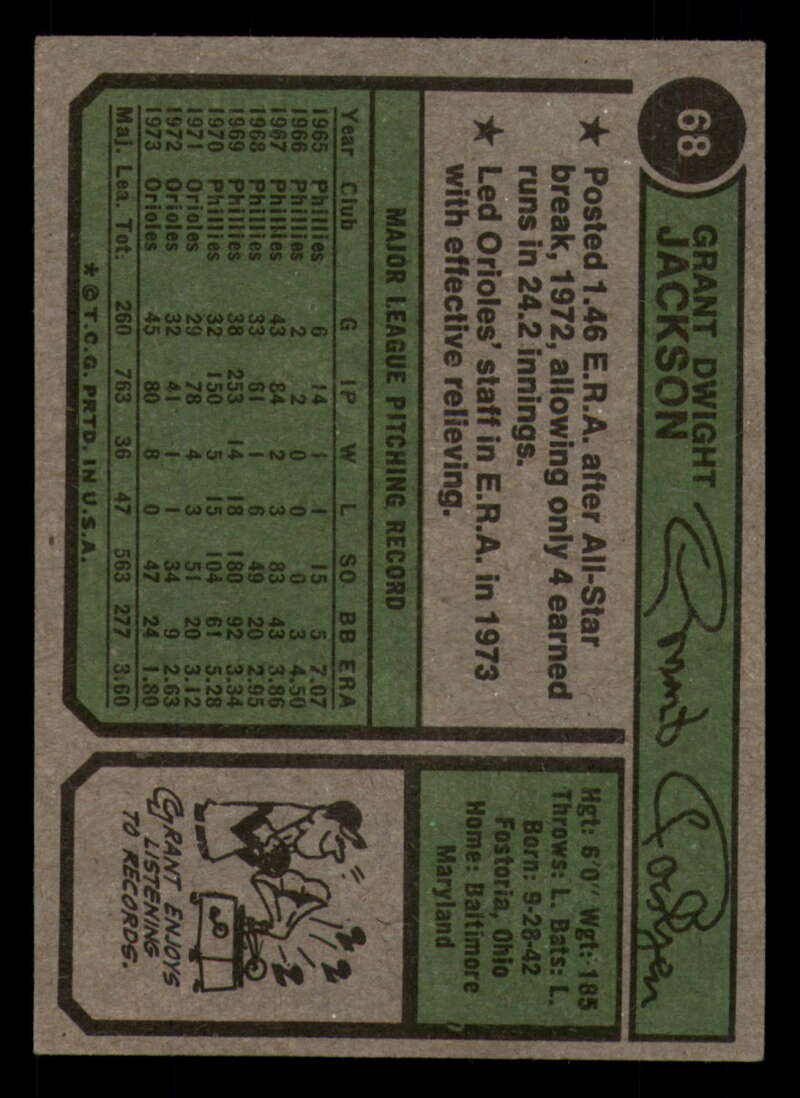 68
GRANT DWIGHT
JACKSON
Grant Jackson
★ Posted 1.46 E.R.A. after All-Star
break, 1972, allowing only 4 earned
runs in 24.2 innings.
★ Led Orioles' staff in E.R.A. in 1973
with effective relieving.
MAJOR LEAGUE PITCHING RECORD
Year Club G IP W L SO BB ERA
1965 Phillies 6 14 1 1 15 5 7.07
1966 Phillies 2 2 0 0 0 3 4.50
1967 Phillies 43 84 2 3 83 43 3.86
1968 Phillies 33 61 1 6 49 20 2.95
1969 Phillies 38 253 14 18 180 92 3.34
1970 Phillies 32 150 5 15 104 61 5.28
1971 Orioles 29 78 4 3 51 20 3.12
1972 Orioles 32 41 1 1 34 9 2.63
1973 Orioles 45 80 8 0 47 24 1.80
Maj. Lea. Tot. 260 763 36 47 563 277 3.60
* © T.C.G. PRTD. IN U.S.A.
Hgt: 6'0" Wgt: 185
Throws: L. Bats: L.
Born: 9-28-42
Fostoria, Ohio
Home: Baltimore
Maryland
GRANT ENJOYS
LISTENING
TO RECORDS.